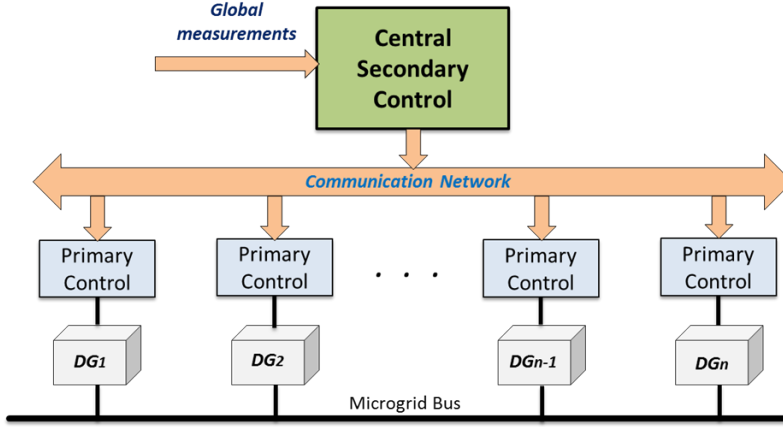 Global
measurements
Central
Secondary
Control
Communication Network
Primary
Control
Primary
Control
. . .
Primary
Control
Primary
Control
DG1
DG2
DGn-1
DGn
Microgrid Bus